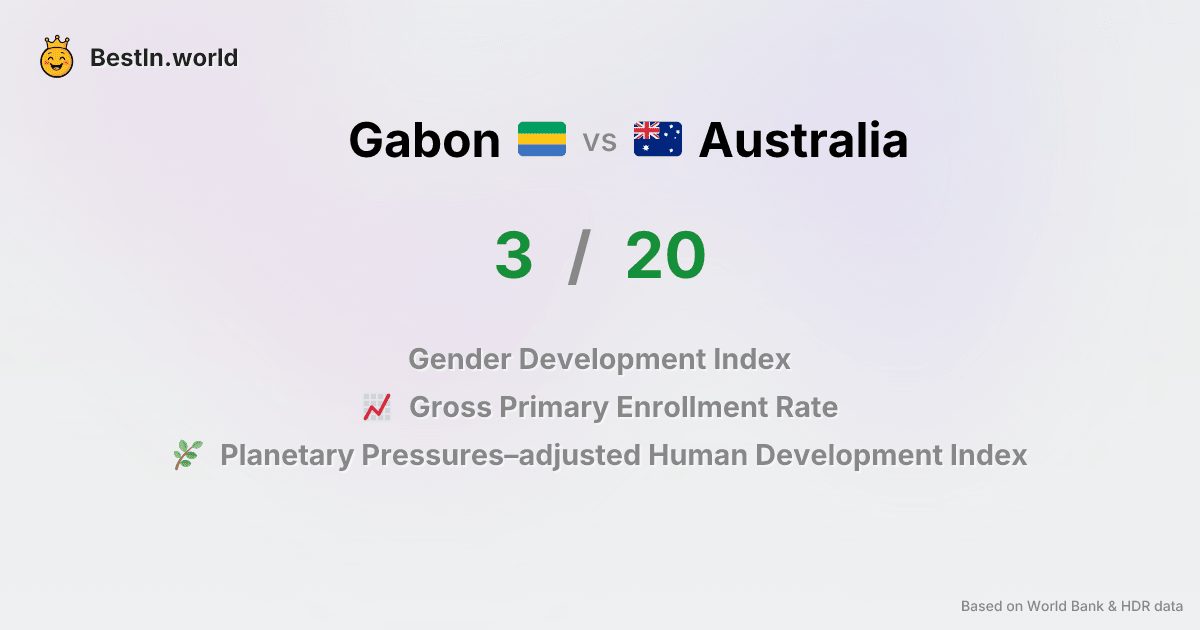 BestIn.world
Gabon vs Australia
3 / 20
Gender Development Index
Gross Primary Enrollment Rate
Planetary Pressures–adjusted Human Development Index
Based on World Bank & HDR data